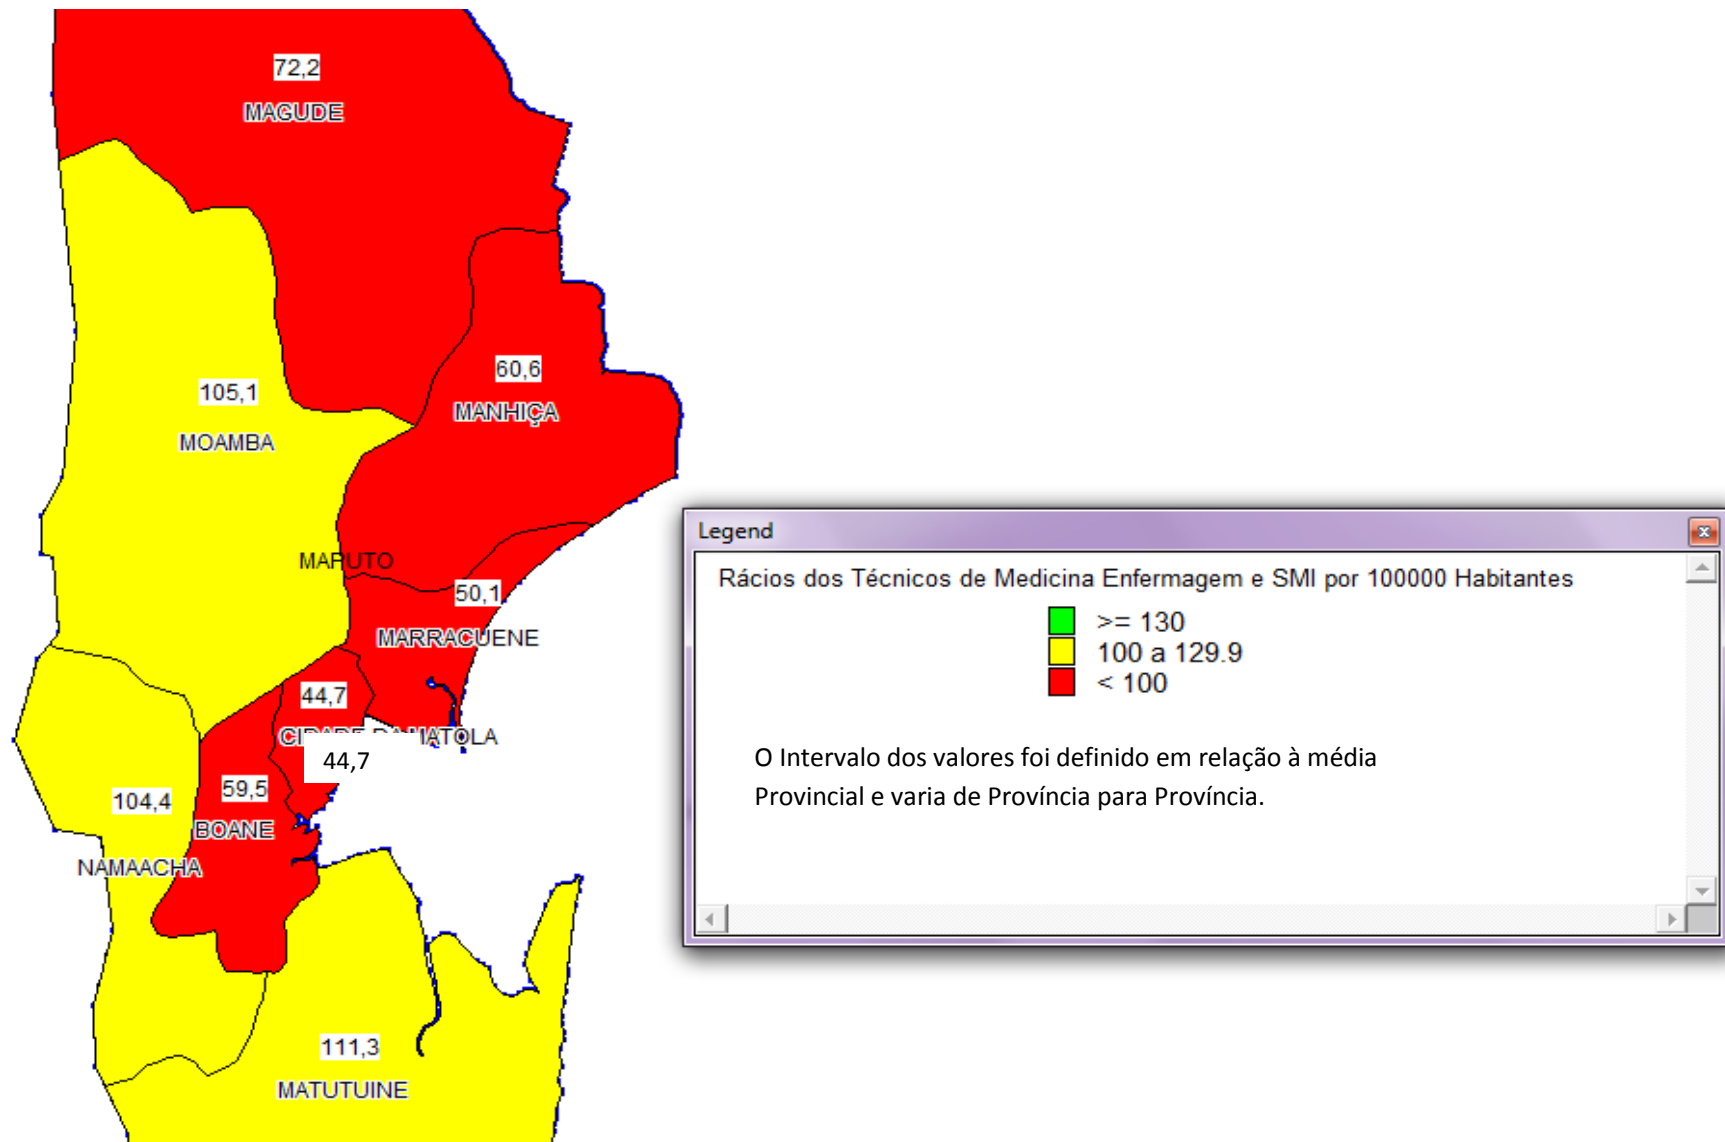 72,2
MAGUDE
60,6
MANHIÇA
105,1
MOAMBA
MAPUTO
50,1
MARRACUENE
44,7
CIDADE DA MATOLA
44,7
59,5
BOANE
104,4
NAMAACHA
111,3
MATUTUINE
Legend
Rácios dos Técnicos de Medicina Enfermagem e SMI por 100000 Habitantes
>= 130
100 a 129.9
< 100
O Intervalo dos valores foi definido em relação à média
Provincial e varia de Província para Província.